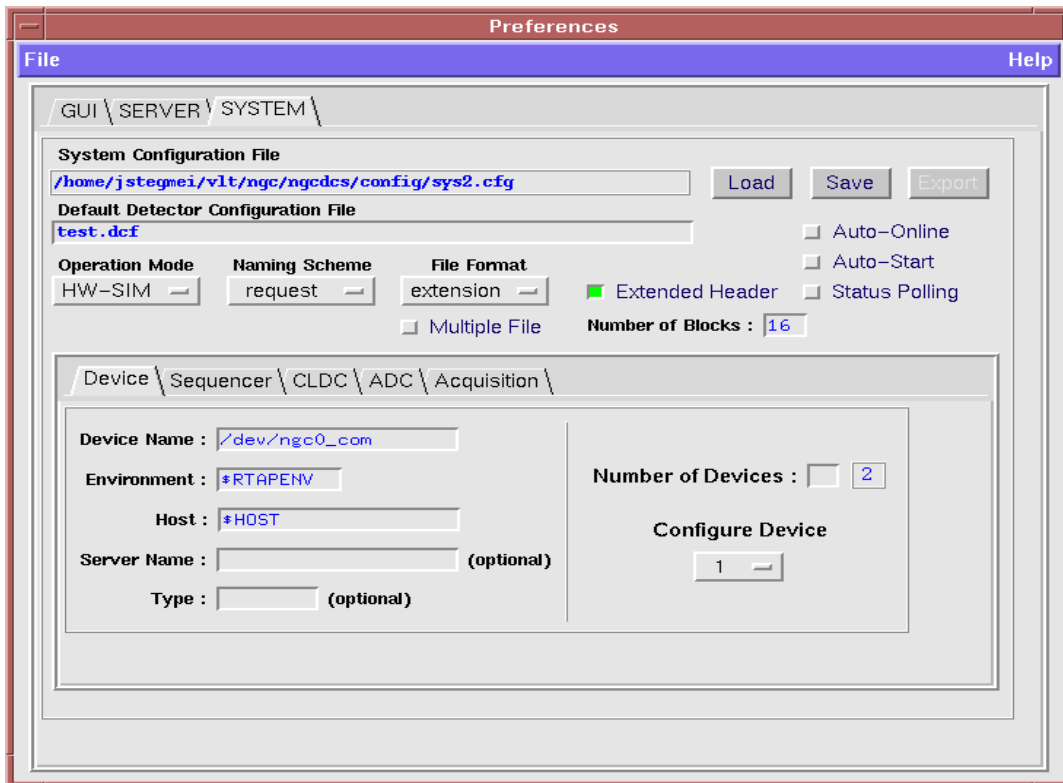 Preferences
File Help
GUI SERVER SYSTEM
System Configuration File
/home/jstegmei/vlt/ngc/ngcdcs/config/sys2.cfg Load Save Export
Default Detector Configuration File
test.dcf Auto-Online
Auto-Start
Operation Mode Naming Scheme File Format
HW-SIM request extension Extended Header Status Polling
Multiple File Number of Blocks : 16
Device Sequencer CLDC ADC Acquisition
Device Name : /dev/ngc0_com
Environment : *RTAPENV Number of Devices : 2
Host : *HOST
Configure Device
Server Name : (optional)
1
Type : (optional)